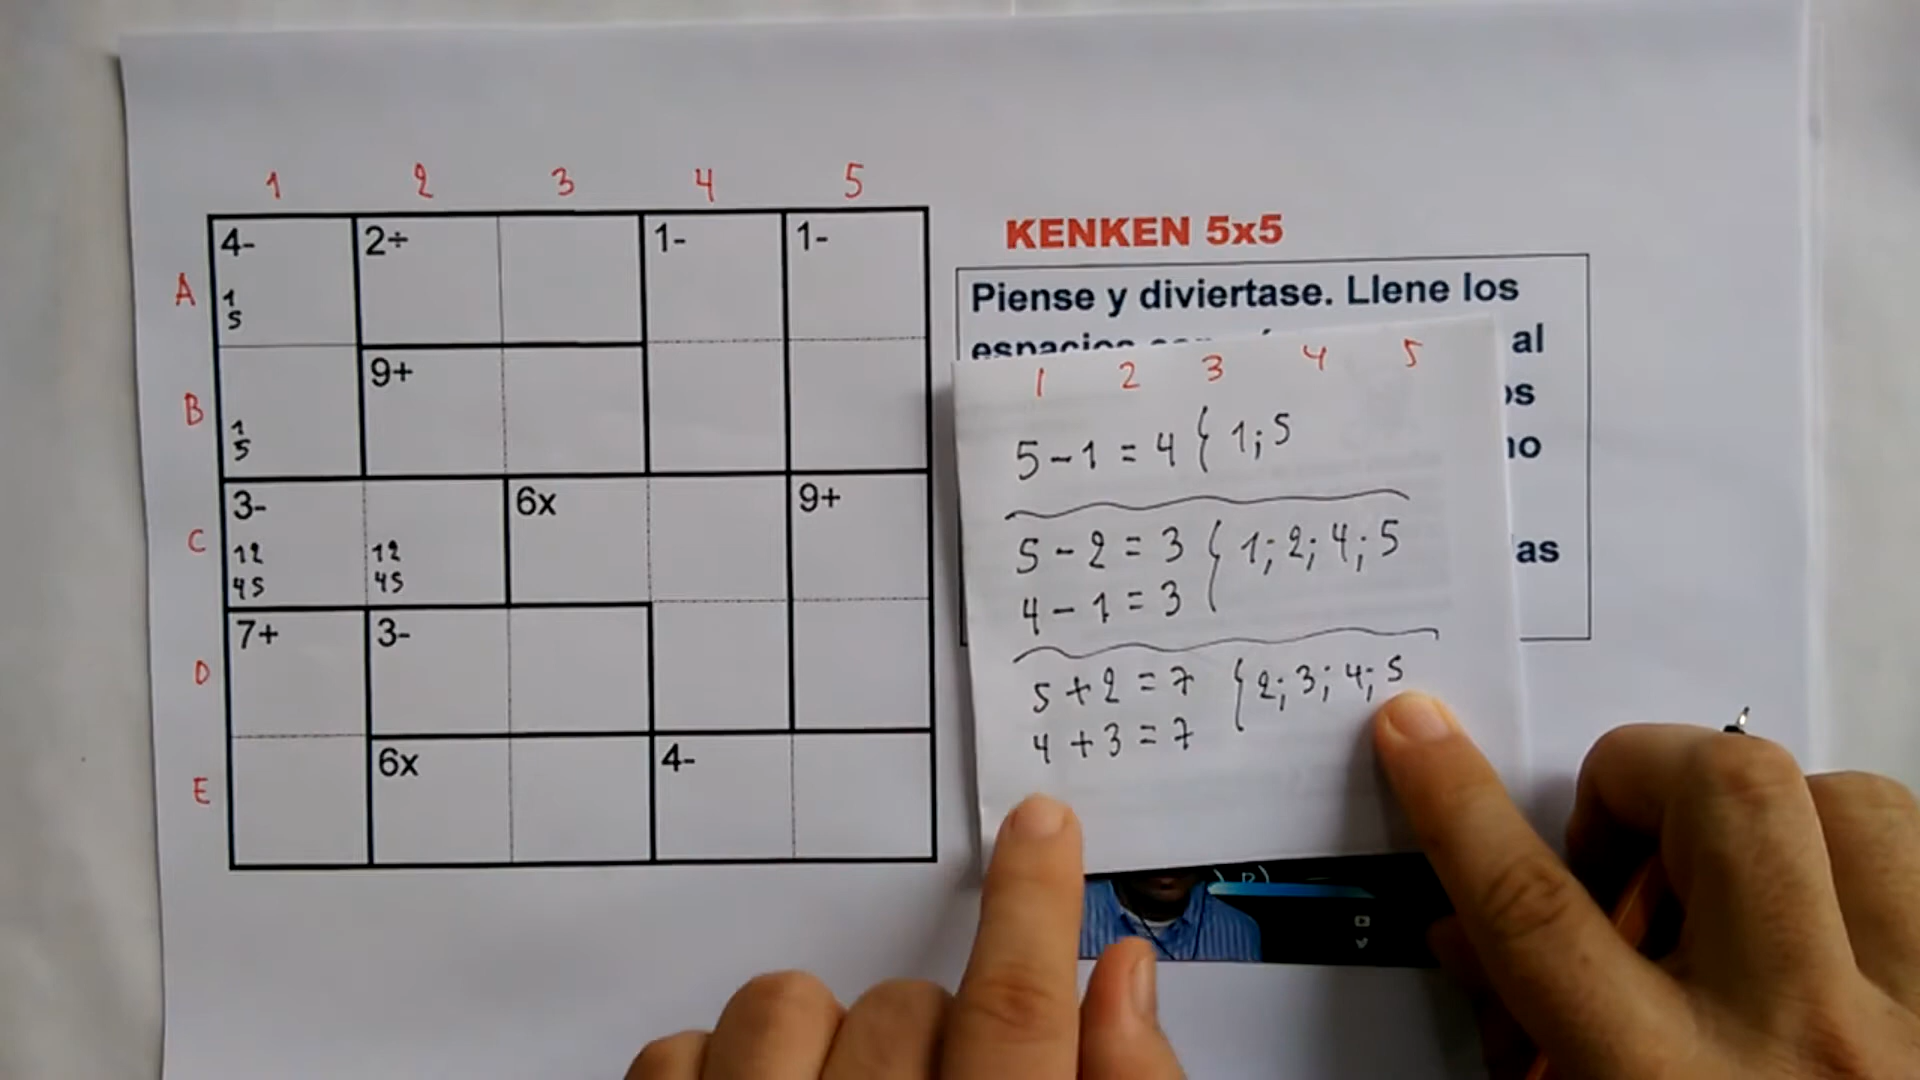 1 2 3 4 5
A 4- 2÷ 1- 1-
1
5
B 9+
1
5
C 3- 6x 9+
12 12
45 45
D 7+ 3-
E 6x 4-
KENKEN 5x5
Piense y diviertase. Llene los
al
1 2 3 4 5
5-1=4 { 1;5
5-2=3 { 1;2;4;5
4-1=3
5+2=7 { 2;3;4;5
4+3=7